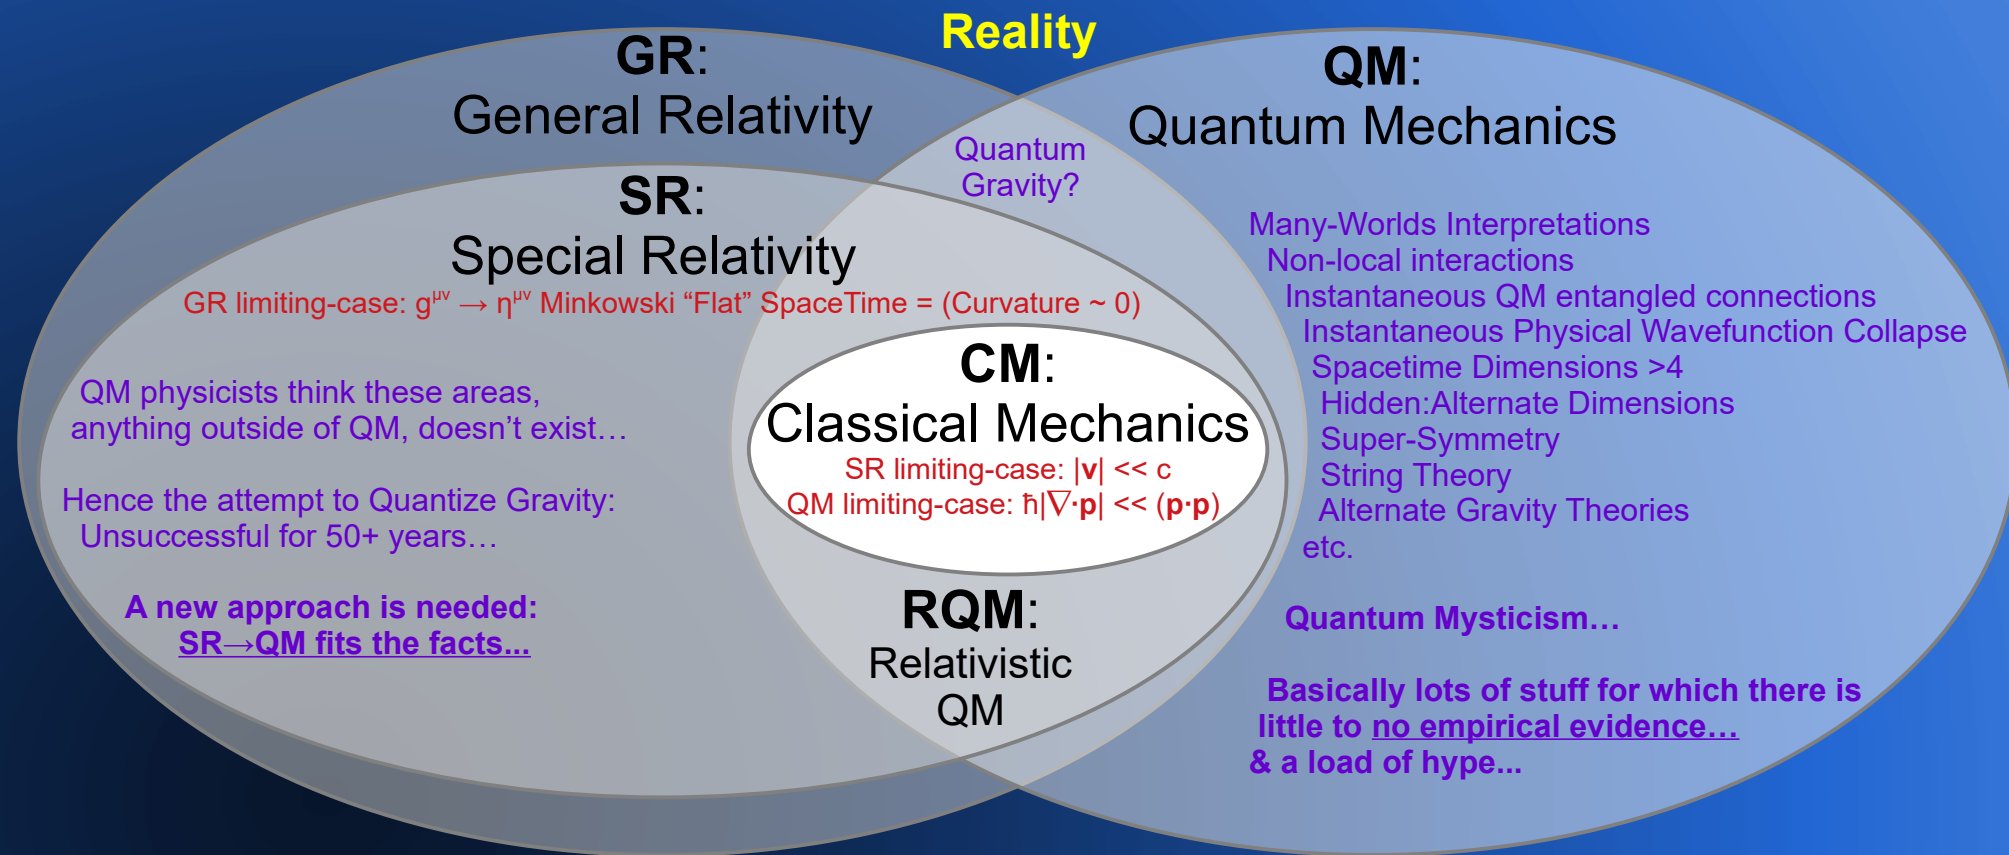 Reality
GR:
General Relativity
QM:
Quantum Mechanics
Quantum
Gravity?
SR:
Special Relativity
GR limiting-case: g^μν → η^μν Minkowski “Flat” SpaceTime = (Curvature ~ 0)
Many-Worlds Interpretations
Non-local interactions
Instantaneous QM entangled connections
Instantaneous Physical Wavefunction Collapse
Spacetime Dimensions >4
Hidden:Alternate Dimensions
Super-Symmetry
String Theory
Alternate Gravity Theories
etc.
QM physicists think these areas,
anything outside of QM, doesn’t exist…
Hence the attempt to Quantize Gravity:
Unsuccessful for 50+ years…
A new approach is needed:
SR→QM fits the facts...
CM:
Classical Mechanics
SR limiting-case: |v| << c
QM limiting-case: ħ|∇·p| << (p·p)
RQM:
Relativistic
QM
Quantum Mysticism…
Basically lots of stuff for which there is
little to no empirical evidence…
& a load of hype...